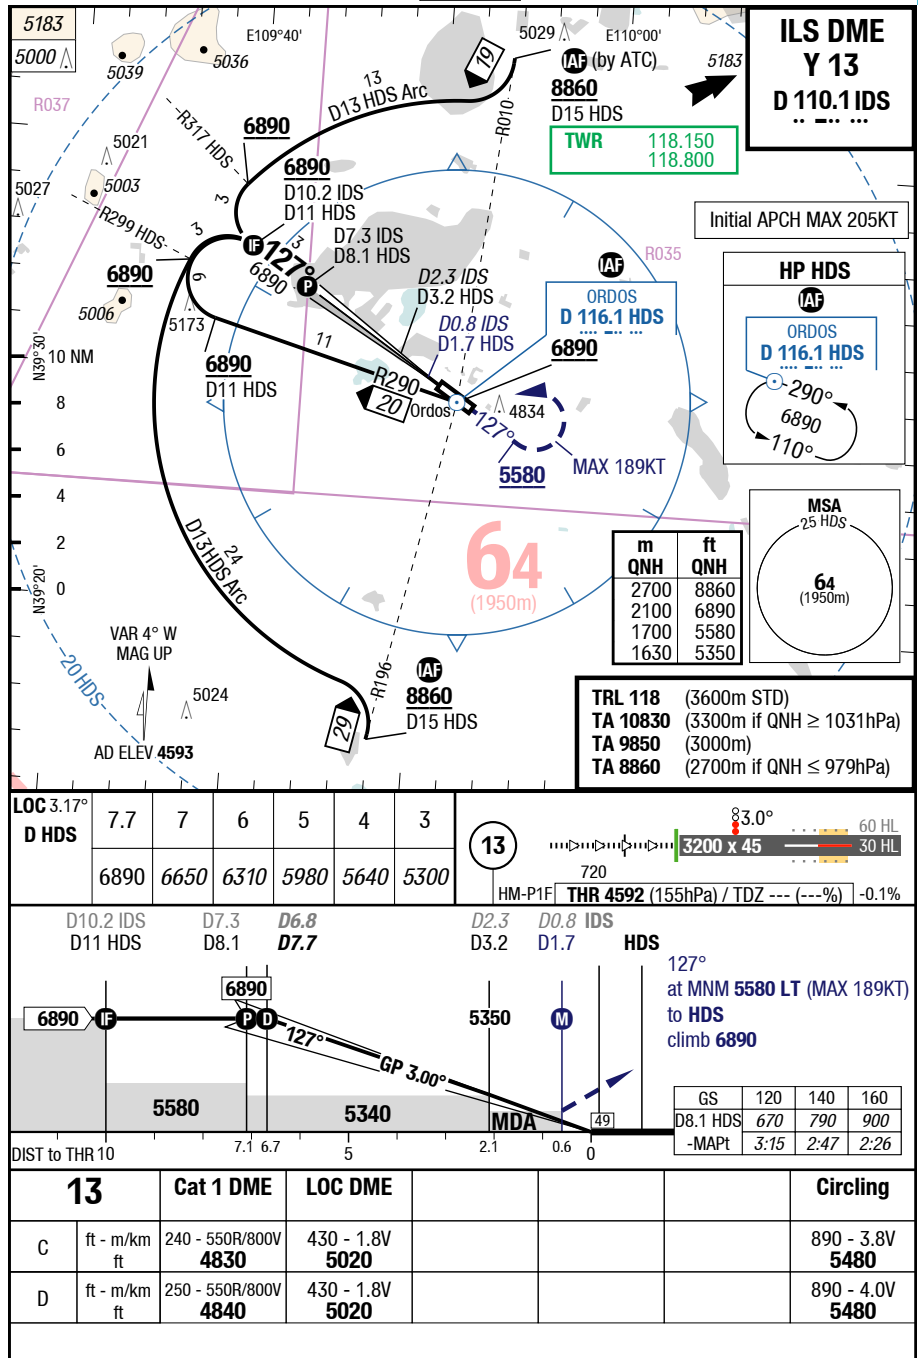 5183
5000
5039
5036
E109°40'
5029
E110°00'
5183
ILS DME
Y 13
D 110.1 IDS
IAF (by ATC)
8860
D15 HDS
TWR 118.150
118.800
19
13
D13 HDS Arc
R010
R037
R317 HDS
6890
5021
5003
5027
R299 HDS
6890
D10.2 IDS
D11 HDS
3
3
3
IF
127°
6890
P
D7.3 IDS
D8.1 HDS
Initial APCH MAX 205KT
R035
IAF
ORDOS
D 116.1 HDS
6890
D2.3 IDS
D3.2 HDS
D0.8 IDS
D1.7 HDS
HP HDS
IAF
ORDOS
D 116.1 HDS
290°
6890
110°
6890
6
5006
5173
6890
D11 HDS
11
R290
20
Ordos
4834
127°
5580
MAX 189KT
N39°30'
10 NM
8
6
4
2
0
N39°20'
24
D13 HDS Arc
64
(1950m)
MSA
25 HDS
64
(1950m)
m ft
QNH QNH
2700 8860
2100 6890
1700 5580
1630 5350
VAR 4° W
MAG UP
20 HDS
5024
AD ELEV 4593
R196
IAF
8860
D15 HDS
29
TRL 118 (3600m STD)
TA 10830 (3300m if QNH ≥ 1031hPa)
TA 9850 (3000m)
TA 8860 (2700m if QNH ≤ 979hPa)
LOC 3.17°
D HDS 7.7 7 6 5 4 3
6890 6650 6310 5980 5640 5300
13
3.0°
60 HL
3200 x 45 30 HL
720
HM-P1F THR 4592 (155hPa) / TDZ --- (---%) -0.1%
D10.2 IDS D7.3 D6.8 D2.3 D0.8 IDS
D11 HDS D8.1 D7.7 D3.2 D1.7 HDS
127°
at MNM 5580 LT (MAX 189KT)
to HDS
climb 6890
6890
6890 IF P D 5350 M
127°
GP 3.00°
5580 5340 MDA 49
DIST to THR 10 7.1 6.7 5 2.1 0.6 0
GS 120 140 160
D8.1 HDS 670 790 900
-MAPt 3:15 2:47 2:26
13 Cat 1 DME LOC DME Circling
C ft - m/km 240 - 550R/800V 430 - 1.8V 890 - 3.8V
ft 4830 5020 5480
D ft - m/km 250 - 550R/800V 430 - 1.8V 890 - 4.0V
ft 4840 5020 5480